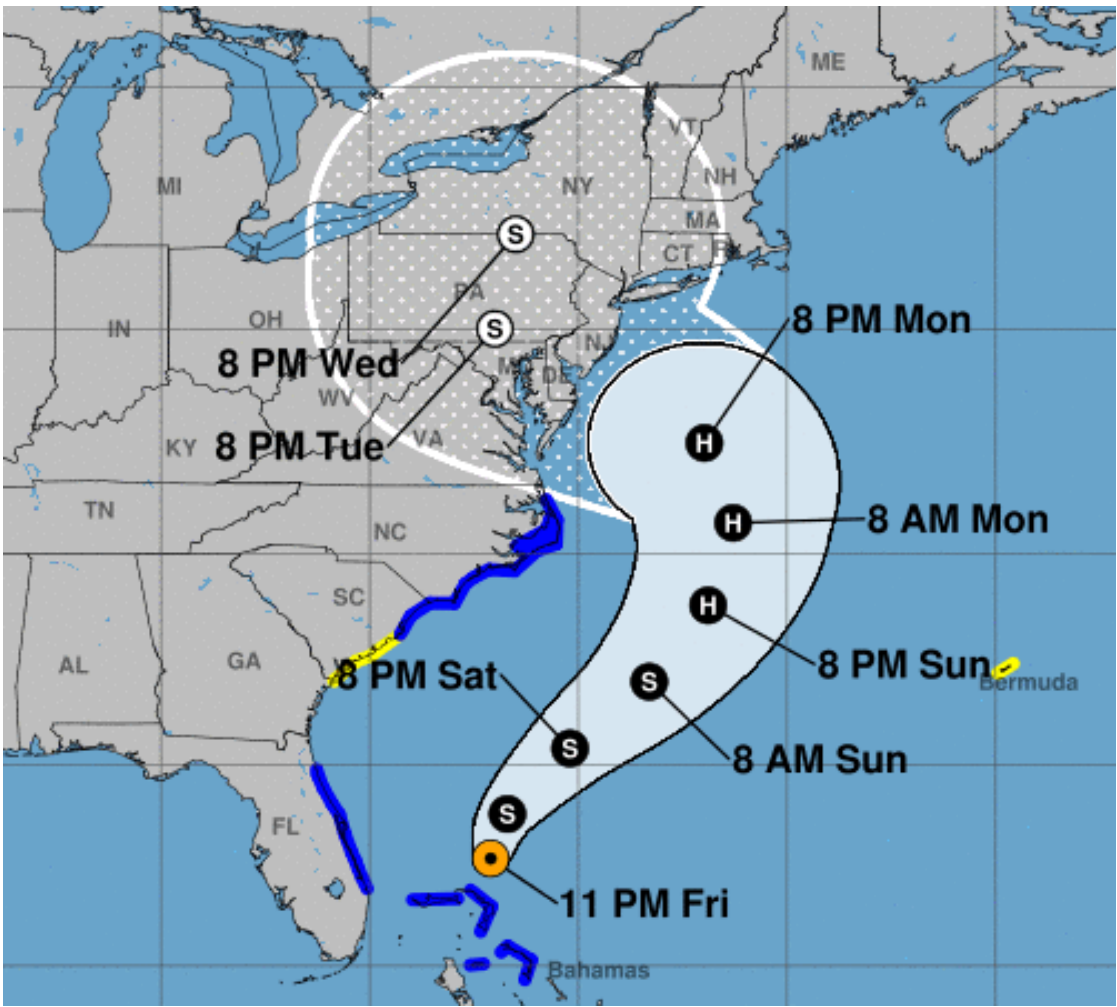 ME
VT
MI
NY
NH
MA
CT
S
PA
8 PM Mon
IN
OH
S
NJ
8 PM Wed
DE
WV
KY
8 PM Tue
VA
H
TN
NC
H
8 AM Mon
SC
H
AL
GA
8 PM Sat
8 PM Sun
Bermuda
S
S
8 AM Sun
S
FL
11 PM Fri
Bahamas